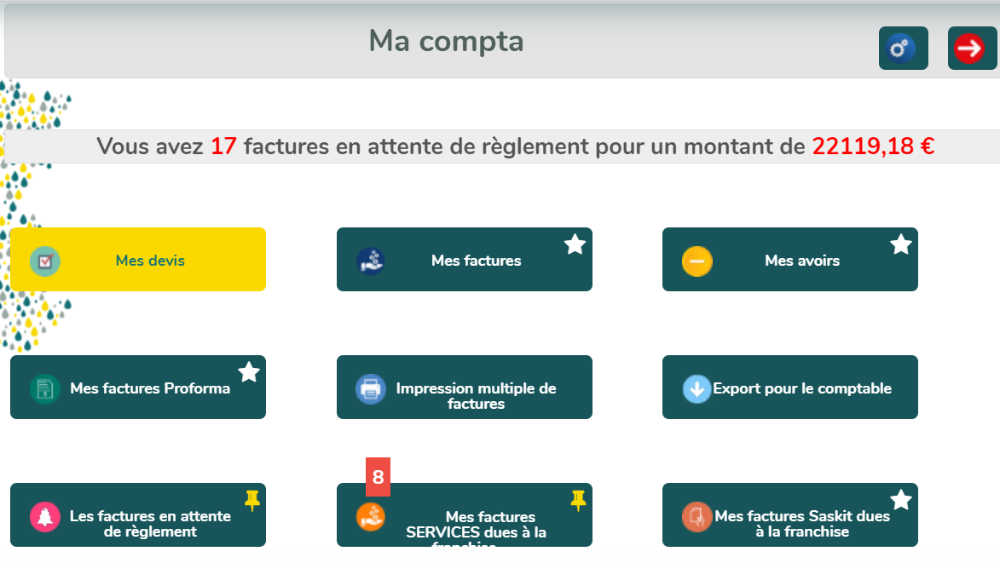 Ma compta
Vous avez 17 factures en attente de règlement pour un montant de 22119,18 €
Mes devis
Mes factures
Mes avoirs
Mes factures Proforma
Impression multiple de
factures
Export pour le comptable
8
Les factures en attente
de règlement
Mes factures
SERVICES dues à la
franchise
Mes factures Saskit dues
à la franchise